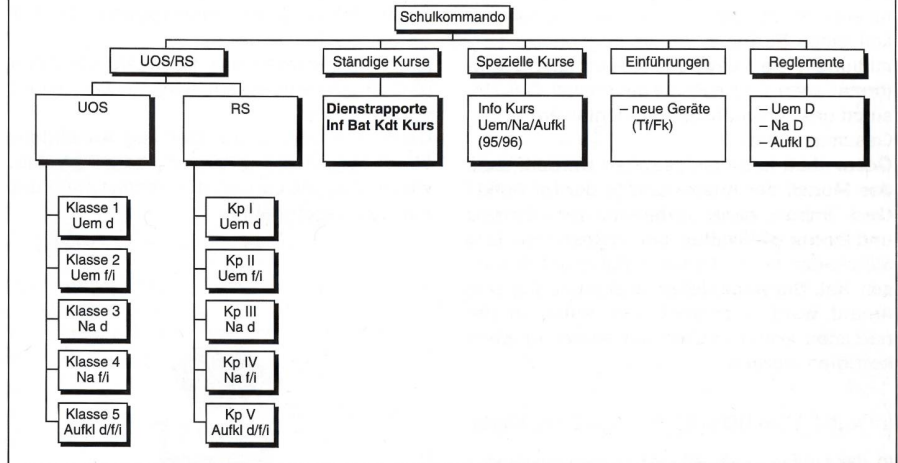 Schulkommando
UOS/RS
Ständige Kurse
Spezielle Kurse
Einführungen
Reglemente
UOS
RS
Dienstrapporte
Inf Bat Kdt Kurs
Info Kurs
Uem/Na/Aufkl
(95/96)
– neue Geräte
(Tf/Fk)
– Uem D
– Na D
– Aufkl D
Klasse 1
Uem d
Klasse 2
Uem f/i
Klasse 3
Na d
Klasse 4
Na f/i
Klasse 5
Aufkl d/f/i
Kp I
Uem d
Kp II
Uem f/i
Kp III
Na d
Kp IV
Na f/i
Kp V
Aufkl d/f/i